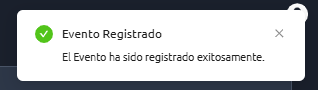 Evento Registrado
El Evento ha sido registrado exitosamente.